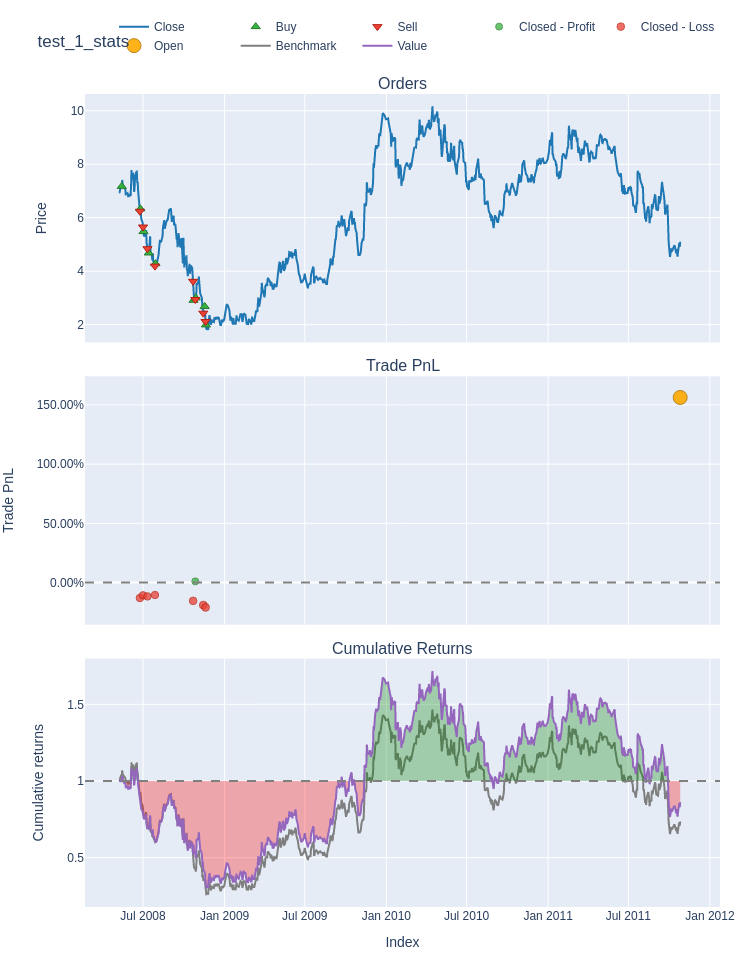 test_1_stats
Close Buy Sell Closed - Profit Closed - Loss
Open Benchmark Value
Orders
10
8
6
4
2
Price
Trade PnL
150.00%
100.00%
50.00%
0.00%
Trade PnL
Cumulative Returns
1.5
1
0.5
Cumulative returns
Jul 2008 Jan 2009 Jul 2009 Jan 2010 Jul 2010 Jan 2011 Jul 2011 Jan 2012
Index